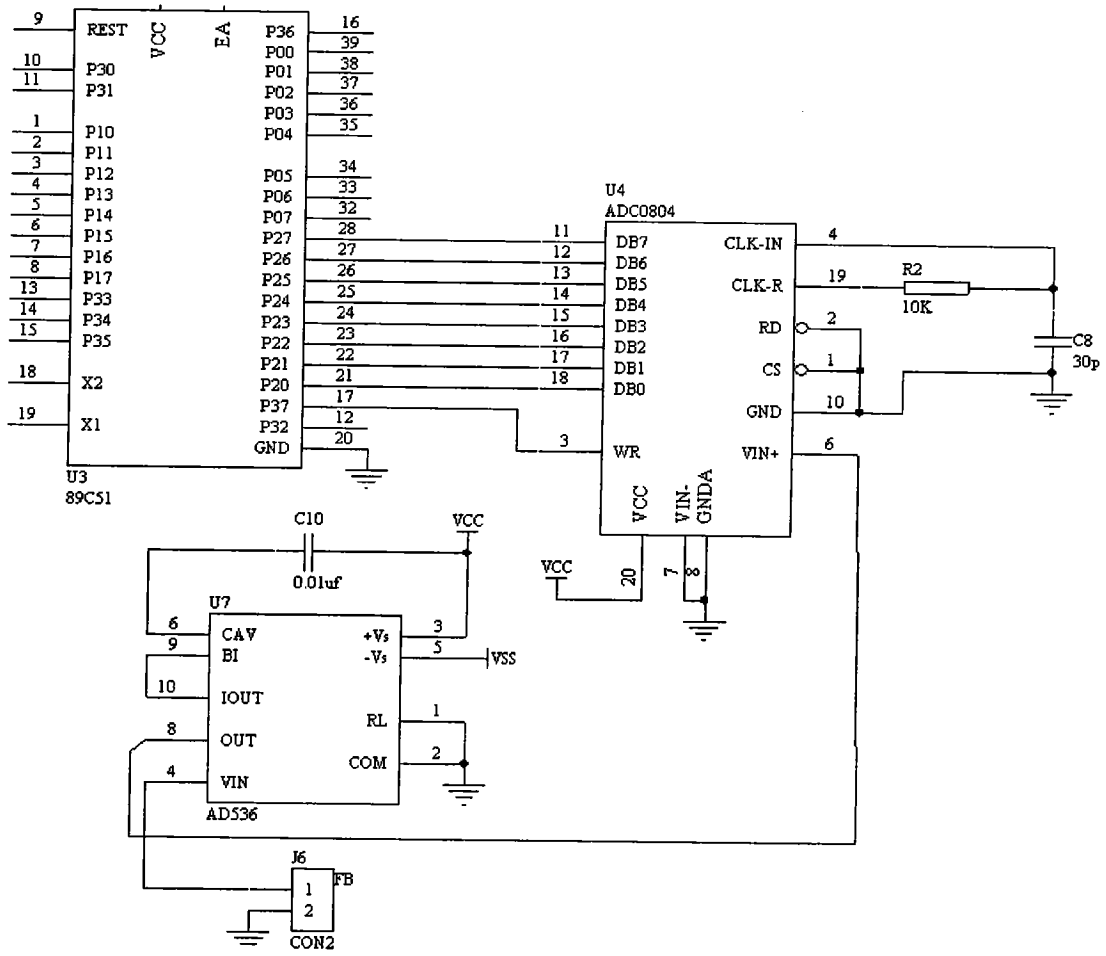 9 REST VCC EA P36 16
P00 39
10 P30 P01 38
11 P31 P02 37
P03 36
1 P10 P04 35
2 P11
3 P12 P05 34
4 P13 P06 33
5 P14 P07 32
6 P15 P27 28
7 P16 P26 27
8 P17 P25 26
13 P33 P24 25
14 P34 P23 24
15 P35 P22 23
P21 22
18 X2 P20 21
P37 17
19 X1 P32 12
GND 20
U3
89C51
U4
ADC0804
11 DB7 CLK-IN 4
12 DB6
13 DB5 CLK-R 19 R2
10K
14 DB4
15 DB3 RD 2
16 DB2
17 DB1 CS 1
18 DB0
GND 10
3 WR VIN+ 6
C8
30p
VCC VIN- GNDA
20 7 8
VCC
C10
0.01uf
VCC
U7
6 CAV +Vs 3
9 BI -Vs 5 VSS
10 IOUT
RL 1
8 OUT
COM 2
4 VIN
AD536
J6
FB
1
2
CON2